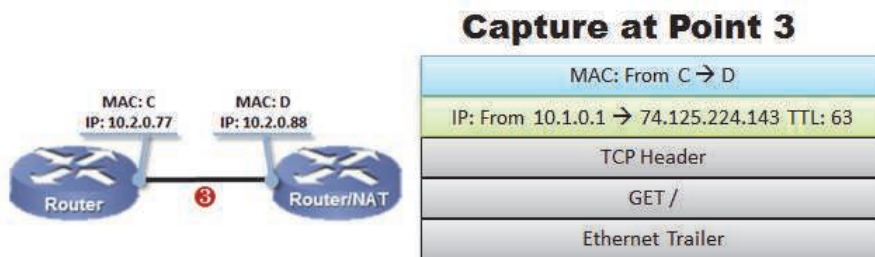 Capture at Point 3
MAC: C
IP: 10.2.0.77
MAC: D
IP: 10.2.0.88
Router
3
Router/NAT
MAC: From C → D
IP: From 10.1.0.1 → 74.125.224.143 TTL: 63
TCP Header
GET /
Ethernet Trailer